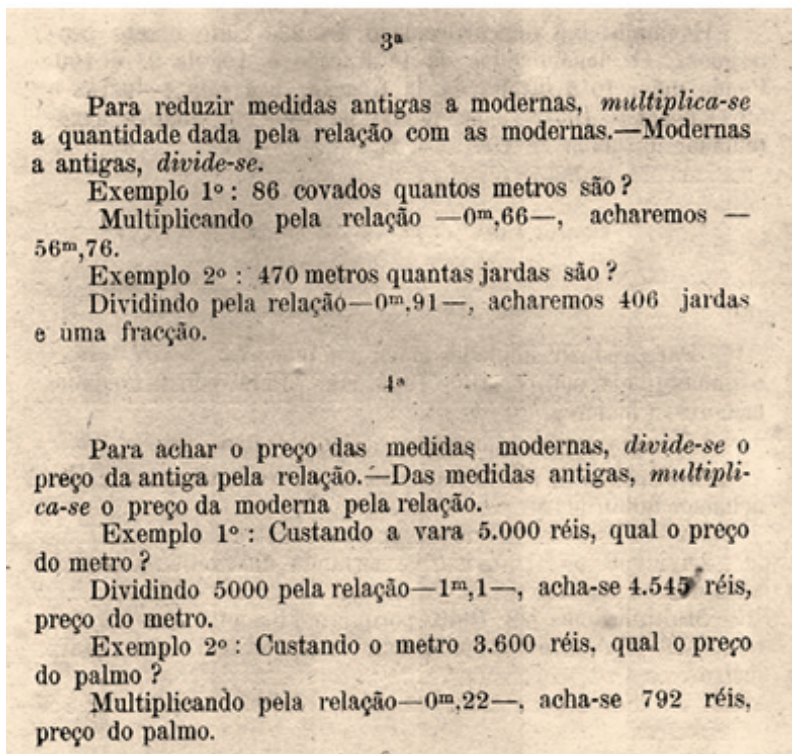 3ª
Para reduzir medidas antigas a modernas, multiplica-se
a quantidade dada pela relação com as modernas.—Modernas
a antigas, divide-se.
Exemplo 1º : 86 covados quantos metros são ?
Multiplicando pela relação —0ᵐ,66—, acharemos —
56ᵐ,76.
Exemplo 2º : 470 metros quantas jardas são ?
Dividindo pela relação—0ᵐ,91—, acharemos 406 jardas
e uma fracção.
4ª
Para achar o preço das medidas modernas, divide-se o
preço da antiga pela relação.—Das medidas antigas, multipli-
ca-se o preço da moderna pela relação.
Exemplo 1º : Custando a vara 5.000 réis, qual o preço
do metro ?
Dividindo 5000 pela relação—1ᵐ,1—, acha-se 4.545 réis,
preço do metro.
Exemplo 2º : Custando o metro 3.600 réis, qual o preço
do palmo ?
Multiplicando pela relação—0ᵐ,22—, acha-se 792 réis,
preço do palmo.